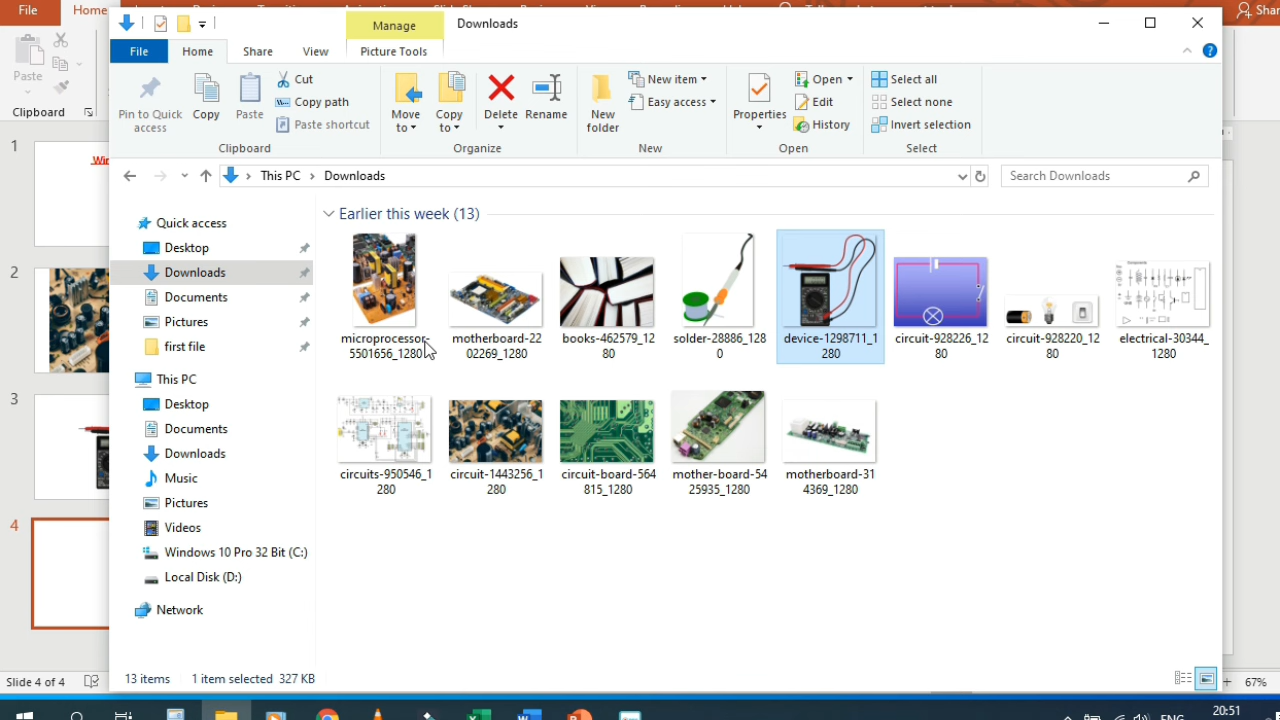 File
Home
Shar
Paste
Clipboard
Manage
Downloads
File
Home
Share
View
Picture Tools
Pin to Quick access
Copy
Paste
Cut
Copy path
Paste shortcut
Clipboard
Move to
Copy to
Delete
Rename
Organize
New folder
New item
Easy access
New
Properties
Open
Edit
History
Open
Select all
Select none
Invert selection
Select
This PC
Downloads
Search Downloads
Quick access
Desktop
Downloads
Documents
Pictures
first file
This PC
Desktop
Documents
Downloads
Music
Pictures
Videos
Windows 10 Pro 32 Bit (C:)
Local Disk (D:)
Network
Earlier this week (13)
microprocessor-
5501656_1280
motherboard-22
02269_1280
books-462579_12
80
solder-28886_128
0
device-1298711_1
280
circuit-928226_12
80
circuit-928220_12
80
electrical-30344_
1280
circuits-950546_1
280
circuit-1443256_1
280
circuit-board-564
815_1280
mother-board-54
25935_1280
motherboard-31
4369_1280
13 items
1 item selected 327 KB
1
2
3
4
Slide 4 of 4
67%
ENG
20:51